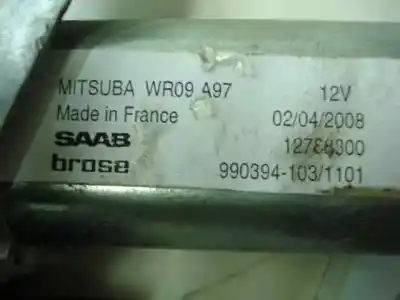 MITSUBA WR09 A97 12V
Made in France 02/04/2008
SAAB 12788300
brose 990394-103/1101